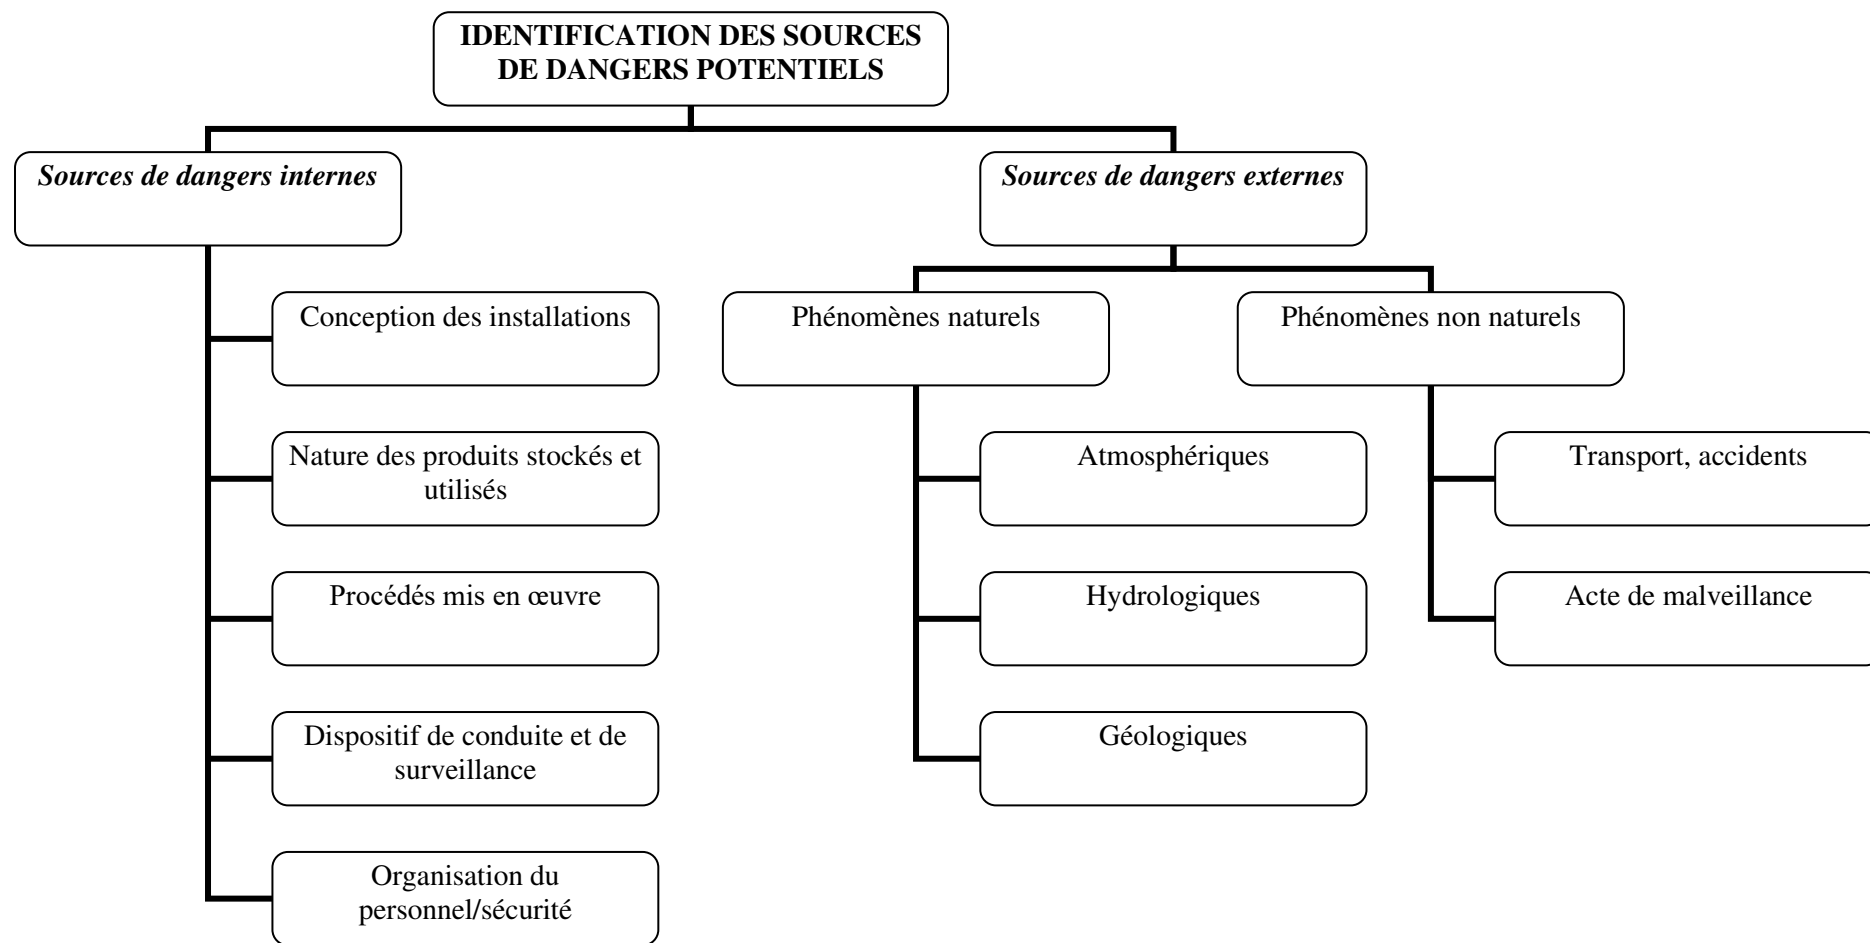 IDENTIFICATION DES SOURCES
DE DANGERS POTENTIELS
Sources de dangers internes
Conception des installations
Nature des produits stockés et
utilisés
Procédés mis en œuvre
Dispositif de conduite et de
surveillance
Organisation du
personnel/sécurité
Sources de dangers externes
Phénomènes naturels
Atmosphériques
Hydrologiques
Géologiques
Phénomènes non naturels
Transport, accidents
Acte de malveillance